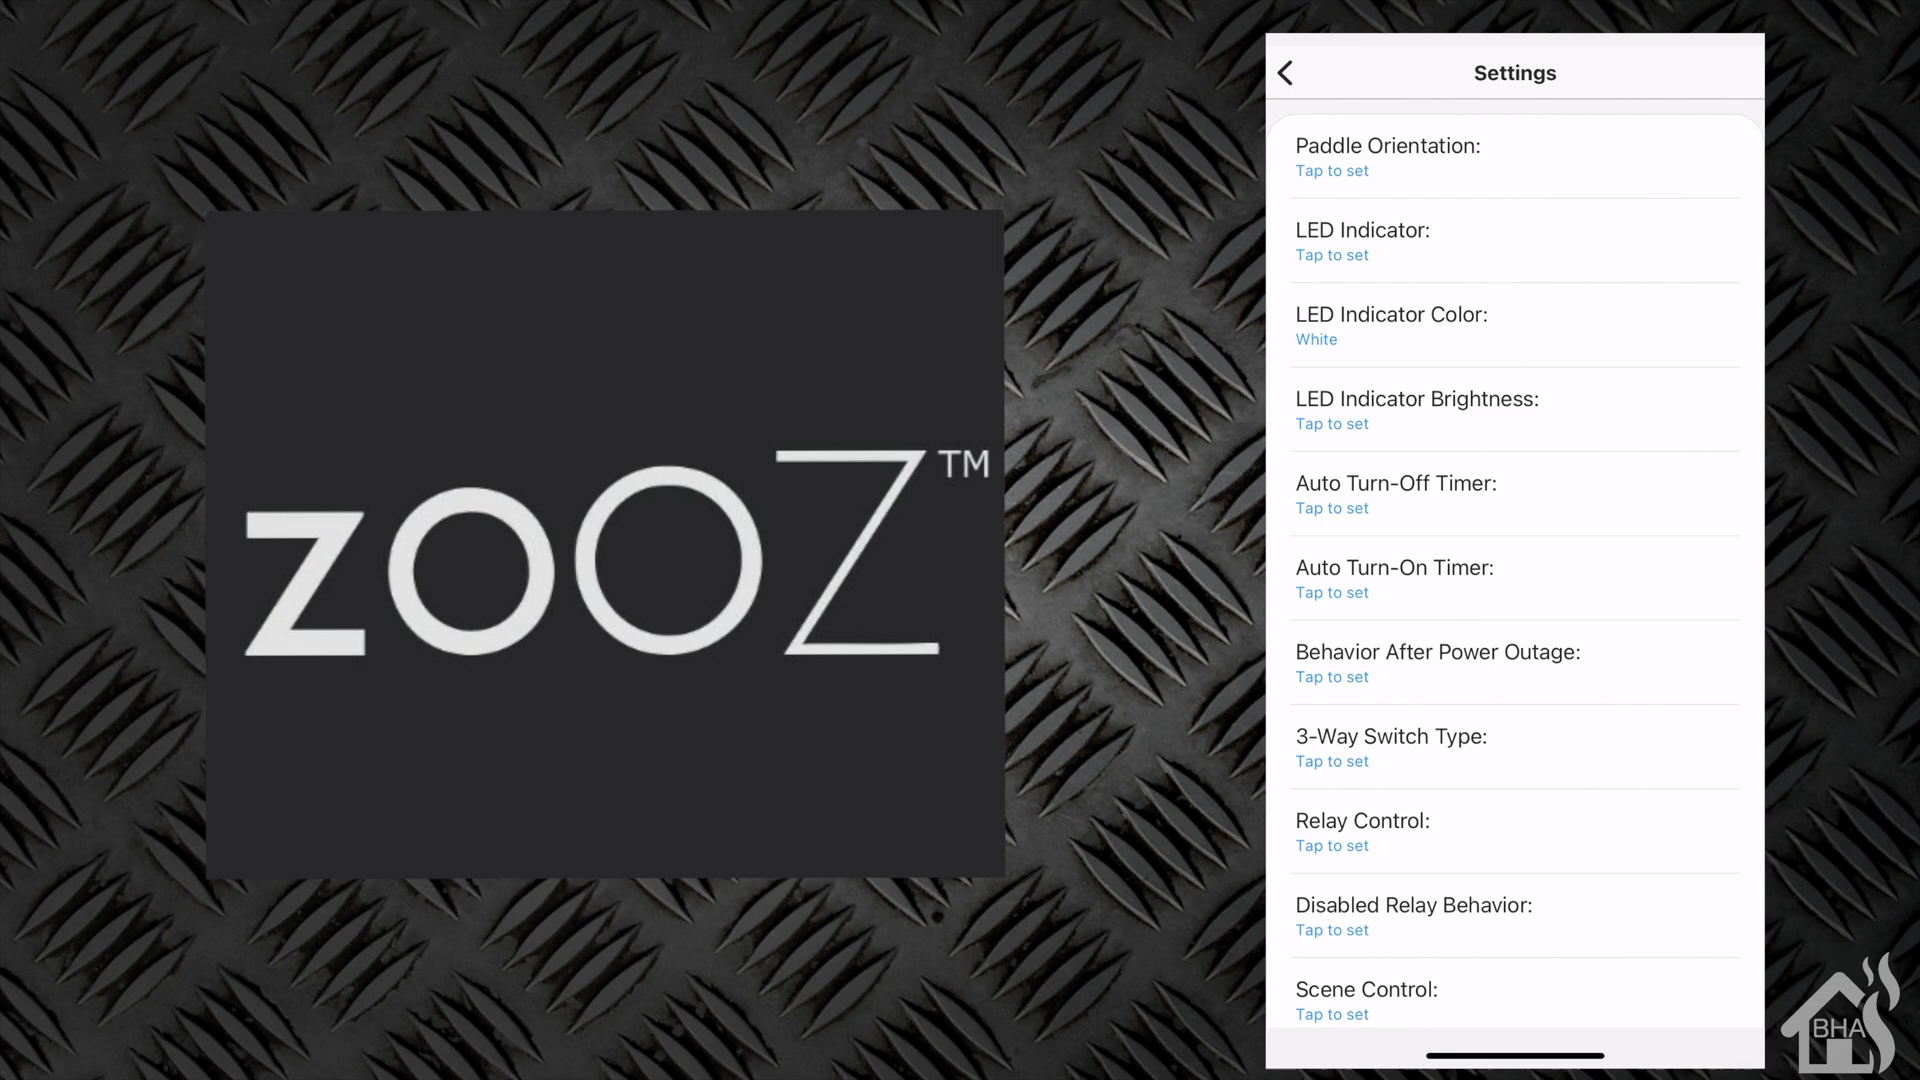 zooZ™
Settings
Paddle Orientation:
Tap to set
LED Indicator:
Tap to set
LED Indicator Color:
White
LED Indicator Brightness:
Tap to set
Auto Turn-Off Timer:
Tap to set
Auto Turn-On Timer:
Tap to set
Behavior After Power Outage:
Tap to set
3-Way Switch Type:
Tap to set
Relay Control:
Tap to set
Disabled Relay Behavior:
Tap to set
Scene Control:
Tap to set
BHA